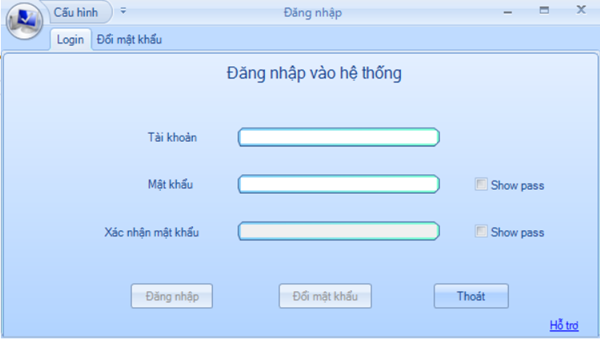 Cấu hình
Đăng nhập
Login Đổi mật khẩu
Đăng nhập vào hệ thống
Tài khoản
Mật khẩu Show pass
Xác nhận mật khẩu Show pass
Đăng nhập Đổi mật khẩu Thoát
Hỗ trợ